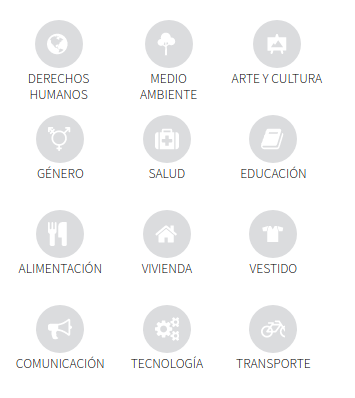 DERECHOS
HUMANOS
MEDIO
AMBIENTE
ARTE Y CULTURA
GÉNERO
SALUD
EDUCACIÓN
ALIMENTACIÓN
VIVIENDA
VESTIDO
COMUNICACIÓN
TECNOLOGÍA
TRANSPORTE